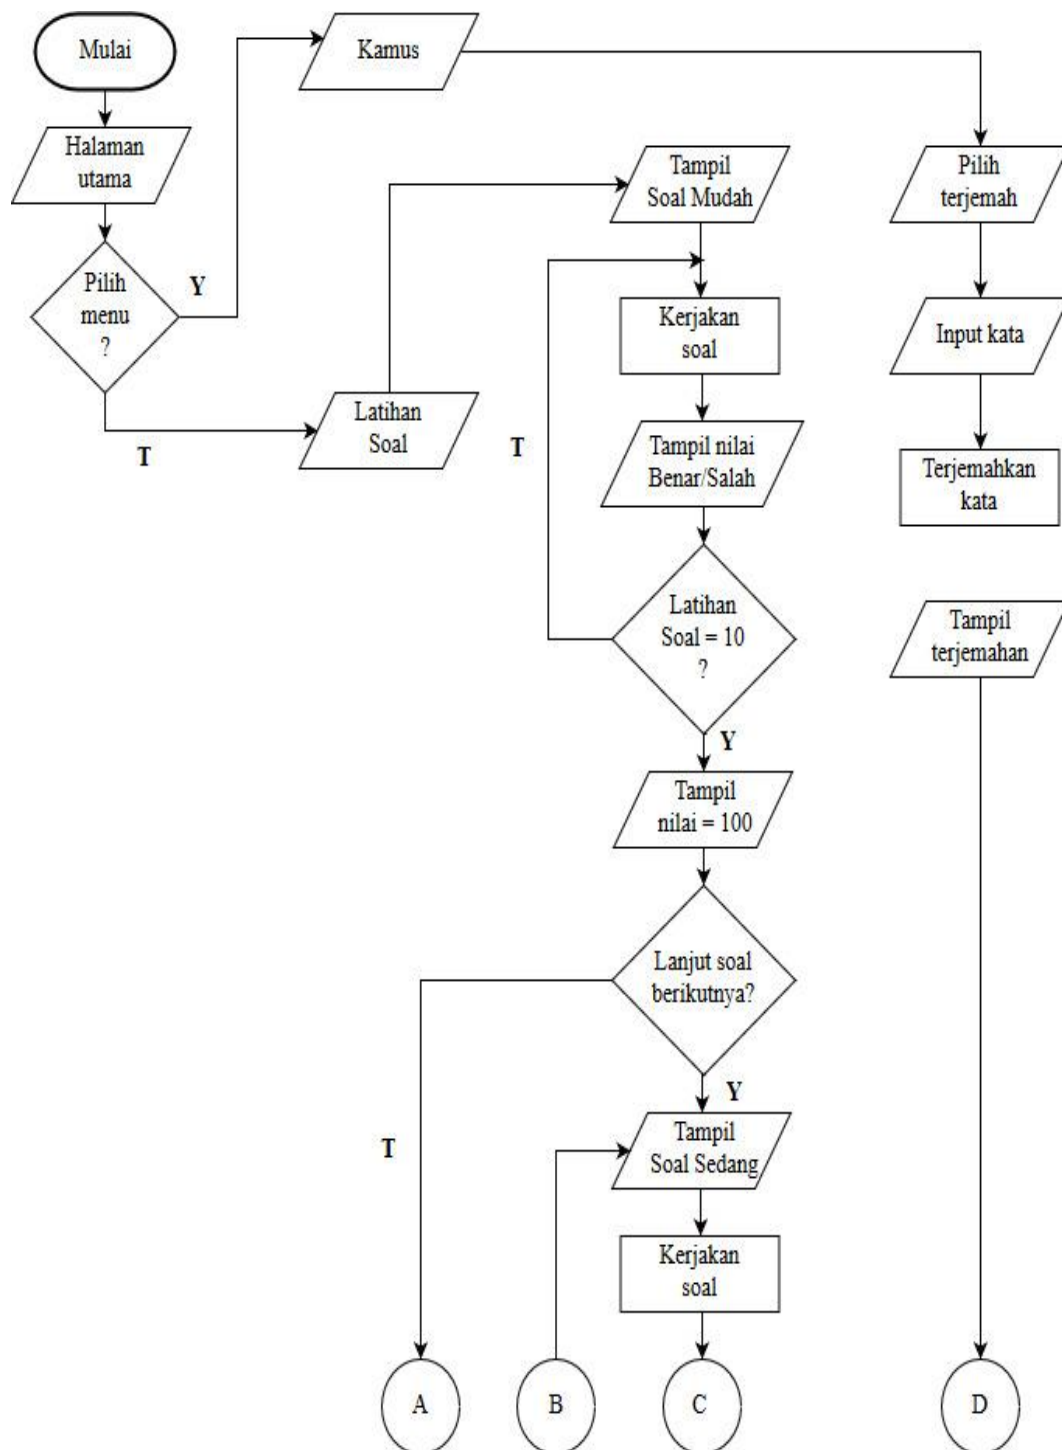 Mulai
Halaman
utama
Pilih
menu
?
Y
T
Kamus
Latihan
Soal
Tampil
Soal Mudah
Kerjakan
soal
Tampil nilai
Benar/Salah
T
Latihan
Soal = 10
?
Y
Tampil
nilai = 100
Lanjut soal
berikutnya?
T
Y
Tampil
Soal Sedang
Kerjakan
soal
Pilih
terjemah
Input kata
Terjemahkan
kata
Tampil
terjemahan
A
B
C
D